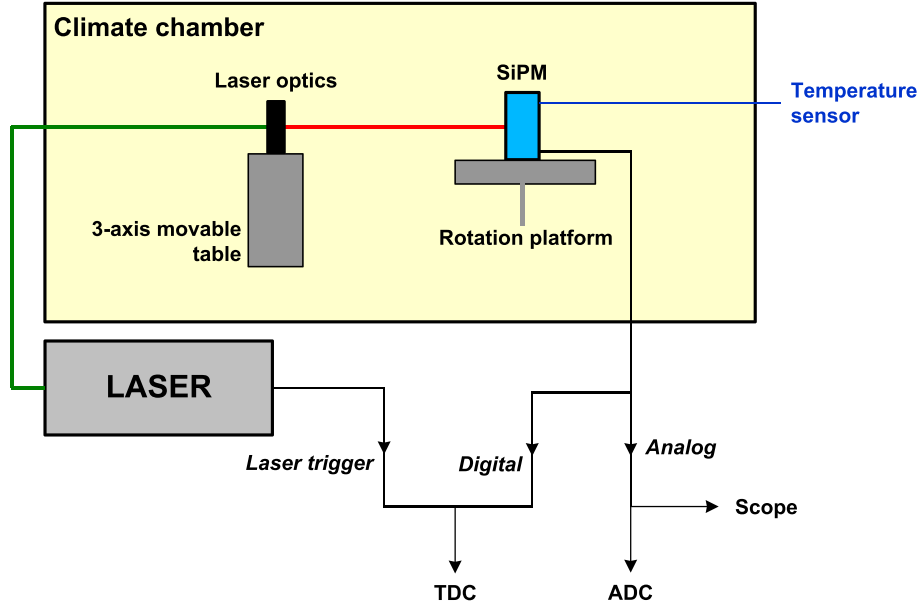 Climate chamber
Laser optics
SiPM
Temperature
sensor
3-axis movable
table
Rotation platform
LASER
Laser trigger
Digital
Analog
Scope
TDC
ADC